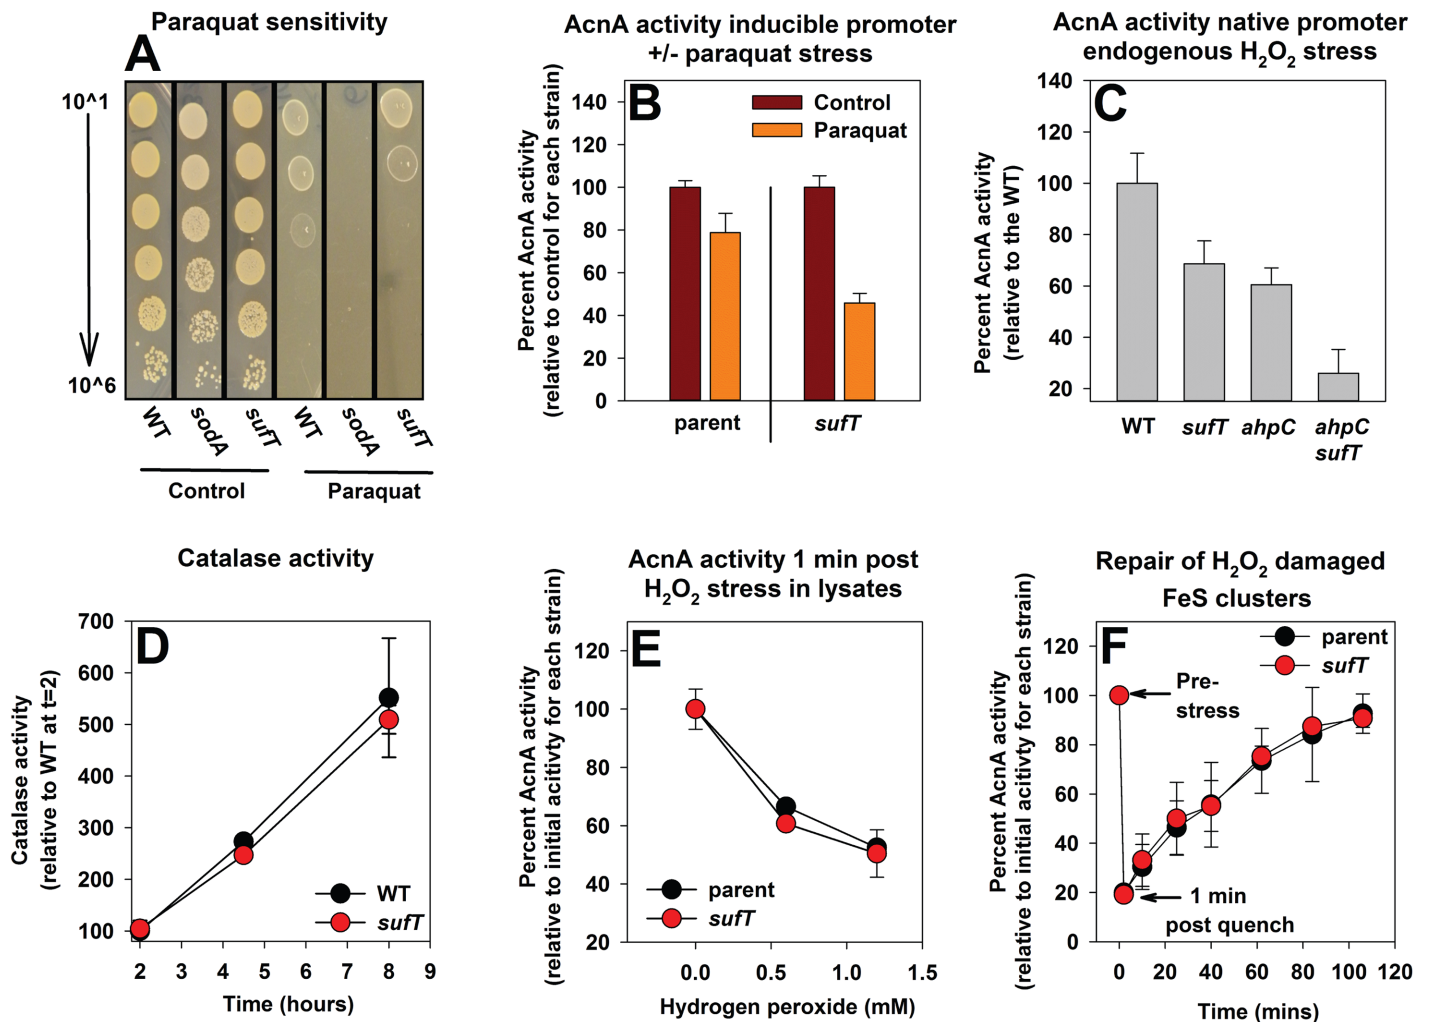 Paraquat sensitivity
A
10^1
10^6
WT
sodA
sufT
WT
sodA
sufT
Control
Paraquat
AcnA activity inducible promoter
+/- paraquat stress
B
Percent AcnA activity
(relative to control for each strain)
140
120
100
80
60
40
20
0
Control
Paraquat
parent
sufT
AcnA activity native promoter
endogenous H2O2 stress
C
Percent AcnA activity
(relative to the WT)
140
120
100
80
60
40
20
WT
sufT
ahpC
ahpC
sufT
Catalase activity
D
Catalase activity
(relative to WT at t=2)
700
600
500
400
300
200
100
WT
sufT
2 3 4 5 6 7 8 9
Time (hours)
AcnA activity 1 min post
H2O2 stress in lysates
E
Percent AcnA activity
(relative to initial acitivty for each strain)
120
100
80
60
40
20
parent
sufT
0.0 0.5 1.0 1.5
Hydrogen peroxide (mM)
Repair of H2O2 damaged
FeS clusters
F
Percent AcnA activity
(relative to initial acitivty for each strain)
120
100
80
60
40
20
0
parent
sufT
Pre-
stress
1 min
post quench
0 20 40 60 80 100 120
Time (mins)